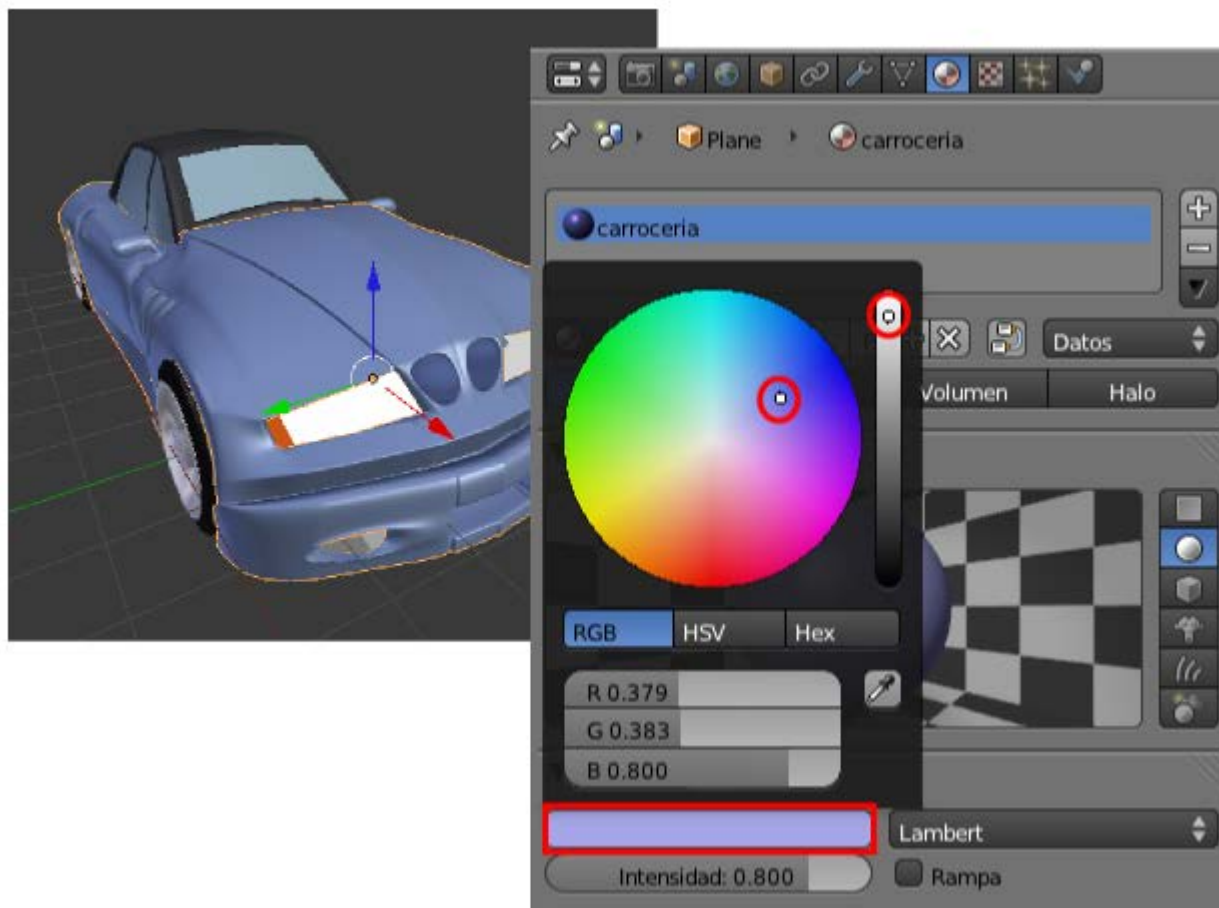 Plane carroceria
carroceria
Datos
Volumen Halo
RGB HSV Hex
R 0.379
G 0.383
B 0.800
Lambert
Intensidad: 0.800 Rampa